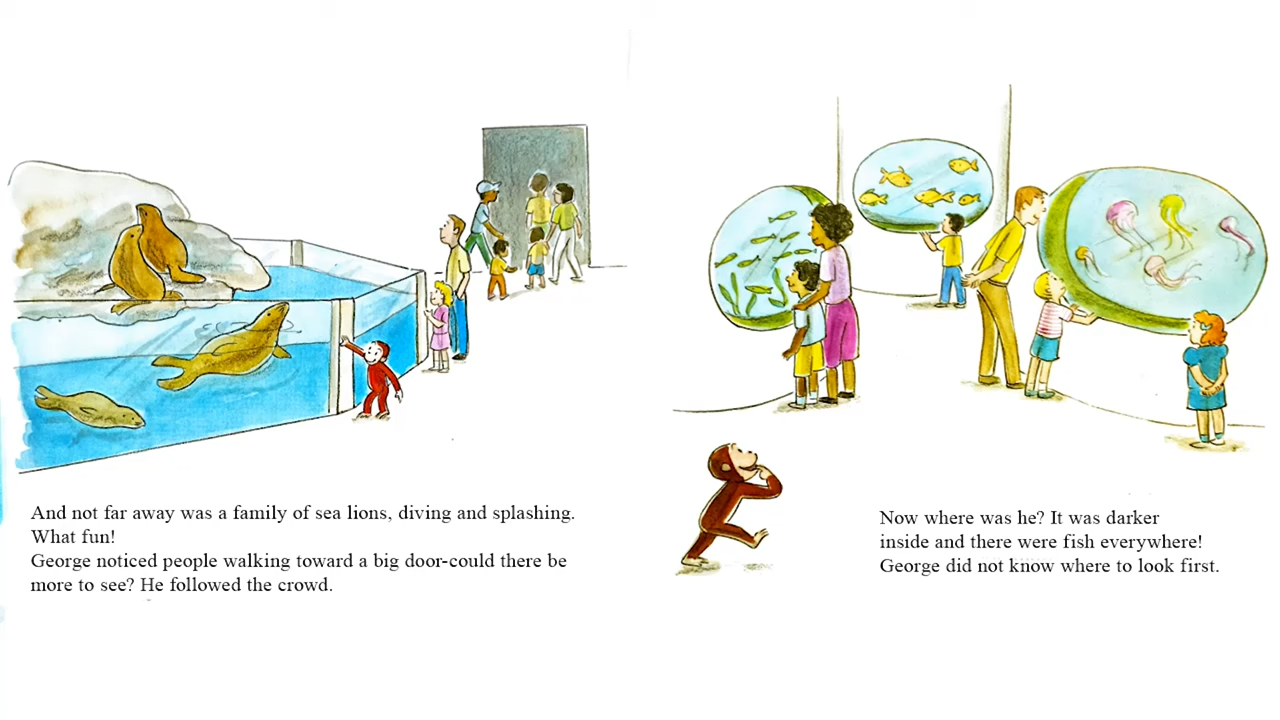 And not far away was a family of sea lions, diving and splashing.
What fun!
George noticed people walking toward a big door-could there be
more to see? He followed the crowd.
Now where was he? It was darker
inside and there were fish everywhere!
George did not know where to look first.